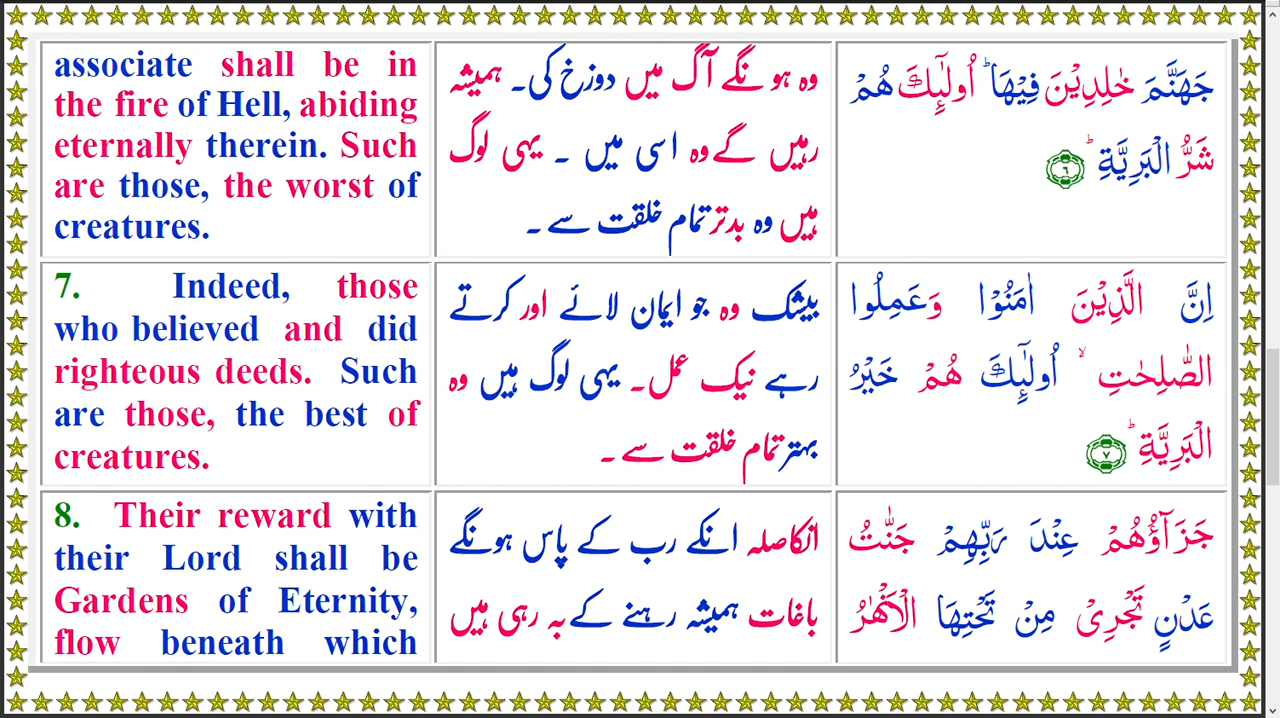 associate shall be in
the fire of Hell, abiding
eternally therein. Such
are those, the worst of
creatures.
وہ ہونگے آگ میں دوزخ کی۔ ہمیشہ
رہیں گے وہ اسی میں ۔ یہی لوگ
ہیں وہ بدتر تمام خلقت سے ۔
جَهَنَّمَ خٰلِدِيْنَ فِيْهَا ؕ اُولٰٓئِكَ هُمْ
شَرُّ الْبَرِيَّةِ ؕ ٦
7. Indeed, those
who believed and did
righteous deeds. Such
are those, the best of
creatures.
بیشک وہ جو ایمان لائے اور کرتے
رہے نیک عمل۔ یہی لوگ ہیں وہ
بہتر تمام خلقت سے ۔
اِنَّ الَّذِيْنَ اٰمَنُوْا وَعَمِلُوا
الصّٰلِحٰتِ ۙ اُولٰٓئِكَ هُمْ خَيْرُ
الْبَرِيَّةِ ؕ ٧
8. Their reward with
their Lord shall be
Gardens of Eternity,
flow beneath which
انکا صلہ انکے رب کے پاس ہونگے
باغات ہمیشہ رہنے کے بہ رہی ہیں
جَزَآؤُهُمْ عِنْدَ رَبِّهِمْ جَنّٰتُ
عَدْنٍ تَجْرِىْ مِنْ تَحْتِهَا الْاَنْهٰرُ